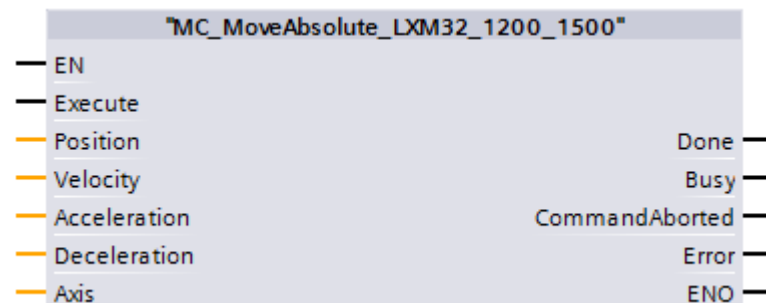 "MC_MoveAbsolute_LXM32_1200_1500"
EN
Execute
Position Done
Velocity Busy
Acceleration CommandAborted
Deceleration Error
Axis ENO